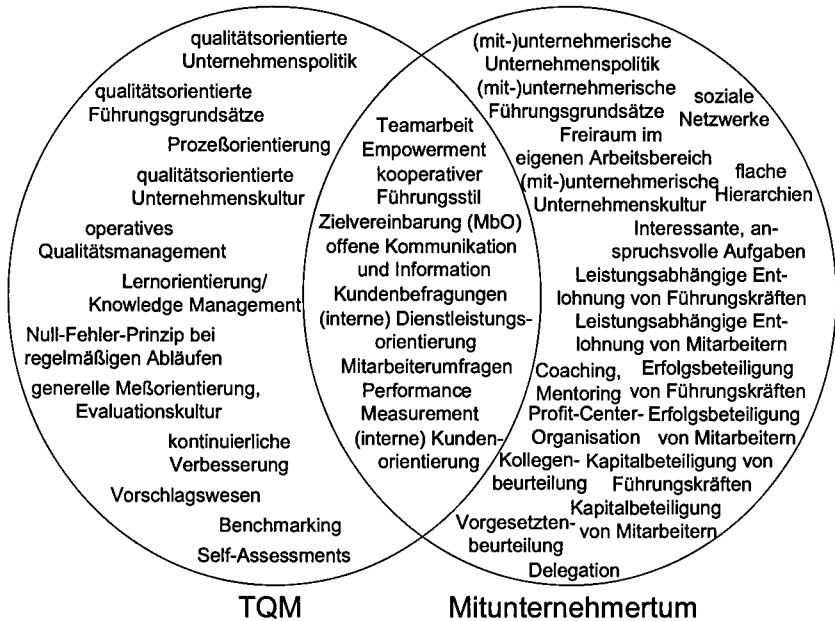 qualitätsorientierte
Unternehmenspolitik
qualitätsorientierte
Führungsgrundsätze
Prozeßorientierung
qualitätsorientierte
Unternehmenskultur
operatives
Qualitätsmanagement
Lernorientierung/
Knowledge Management
Null-Fehler-Prinzip bei
regelmäßigen Abläufen
generelle Meßorientierung,
Evaluationskultur
kontinuierliche
Verbesserung
Vorschlagswesen
Benchmarking
Self-Assessments
Teamarbeit
Empowerment
kooperativer
Führungsstil
Zielvereinbarung (MbO)
offene Kommunikation
und Information
Kundenbefragungen
(interne) Dienstleistungs-
orientierung
Mitarbeiterumfragen
Performance
Measurement
(interne) Kunden-
orientierung
(mit-)unternehmerische
Unternehmenspolitik
(mit-)unternehmerische
Führungsgrundsätze
soziale
Netzwerke
Freiraum im
eigenen Arbeitsbereich
(mit-)unternehmerische
Unternehmenskultur
flache
Hierarchien
Interessante, an-
spruchsvolle Aufgaben
Leistungsabhängige Ent-
lohnung von Führungskräften
Leistungsabhängige Ent-
lohnung von Mitarbeitern
Coaching,
Mentoring
Erfolgsbeteiligung
von Führungskräften
Profit-Center-
Organisation
Erfolgsbeteiligung
von Mitarbeitern
Kollegen-
beurteilung
Kapitalbeteiligung von
Führungskräften
Kapitalbeteiligung
von Mitarbeitern
Vorgesetzten-
beurteilung
Delegation
TQM
Mitunternehmertum